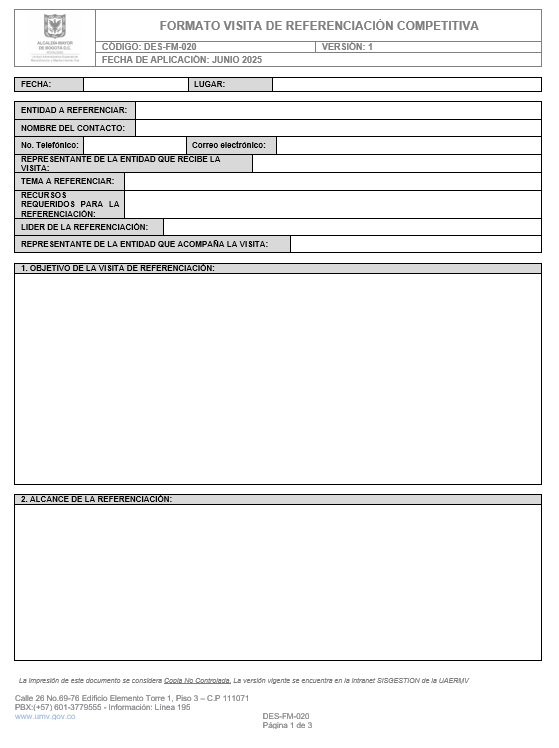 ALCALDÍA MAYOR
DE BOGOTÁ D.C.
FORMATO VISITA DE REFERENCIACIÓN COMPETITIVA
CÓDIGO: DES-FM-020
VERSIÓN: 1
FECHA DE APLICACIÓN: JUNIO 2025
FECHA:
LUGAR:
ENTIDAD A REFERENCIAR:
NOMBRE DEL CONTACTO:
No. Telefónico:
Correo electrónico:
REPRESENTANTE DE LA ENTIDAD QUE RECIBE LA
VISITA:
TEMA A REFERENCIAR:
RECURSOS
REQUERIDOS PARA LA
REFERENCIACIÓN:
LIDER DE LA REFERENCIACIÓN:
REPRESENTANTE DE LA ENTIDAD QUE ACOMPAÑA LA VISITA:
1. OBJETIVO DE LA VISITA DE REFERENCIACIÓN:
2. ALCANCE DE LA REFERENCIACIÓN:
La impresión de este documento se considera Copia No Controlada. La versión vigente se encuentra en la intranet SISGESTION de la UAERMV
Calle 26 No.69-76 Edificio Elemento Torre 1, Piso 3 – C.P 111071
PBX:(+57) 601-3779555 - Información: Línea 195
www.umv.gov.co
DES-FM-020
Página 1 de 3